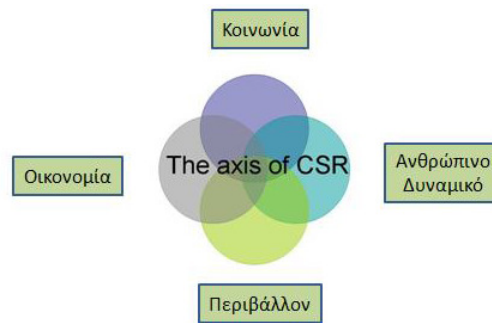 Κοινωνία
Οικονομία
The axis of CSR
Ανθρώπινο
Δυναμικό
Περιβάλλον